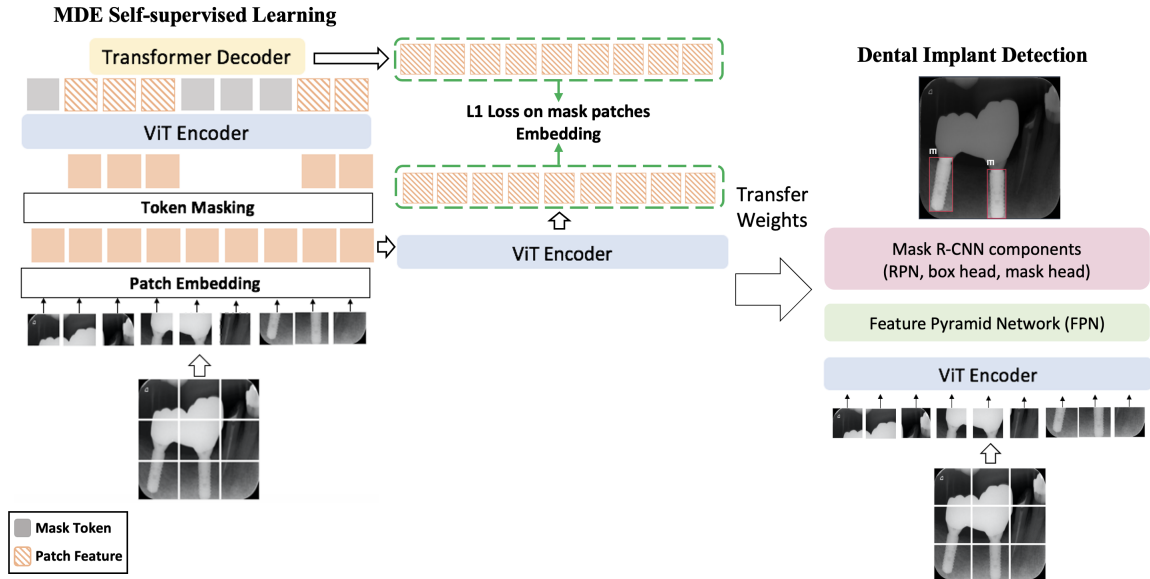 MDE Self-supervised Learning
Transformer Decoder
ViT Encoder
Token Masking
Patch Embedding
L1 Loss on mask patches
Embedding
ViT Encoder
Mask Token
Patch Feature
Transfer
Weights
Dental Implant Detection
m
m
Mask R-CNN components
(RPN, box head, mask head)
Feature Pyramid Network (FPN)
ViT Encoder